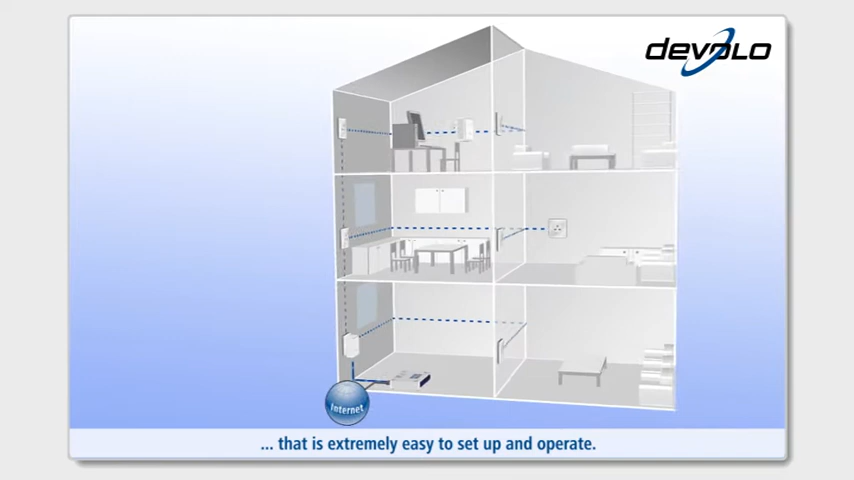 devolo
Internet
... that is extremely easy to set up and operate.